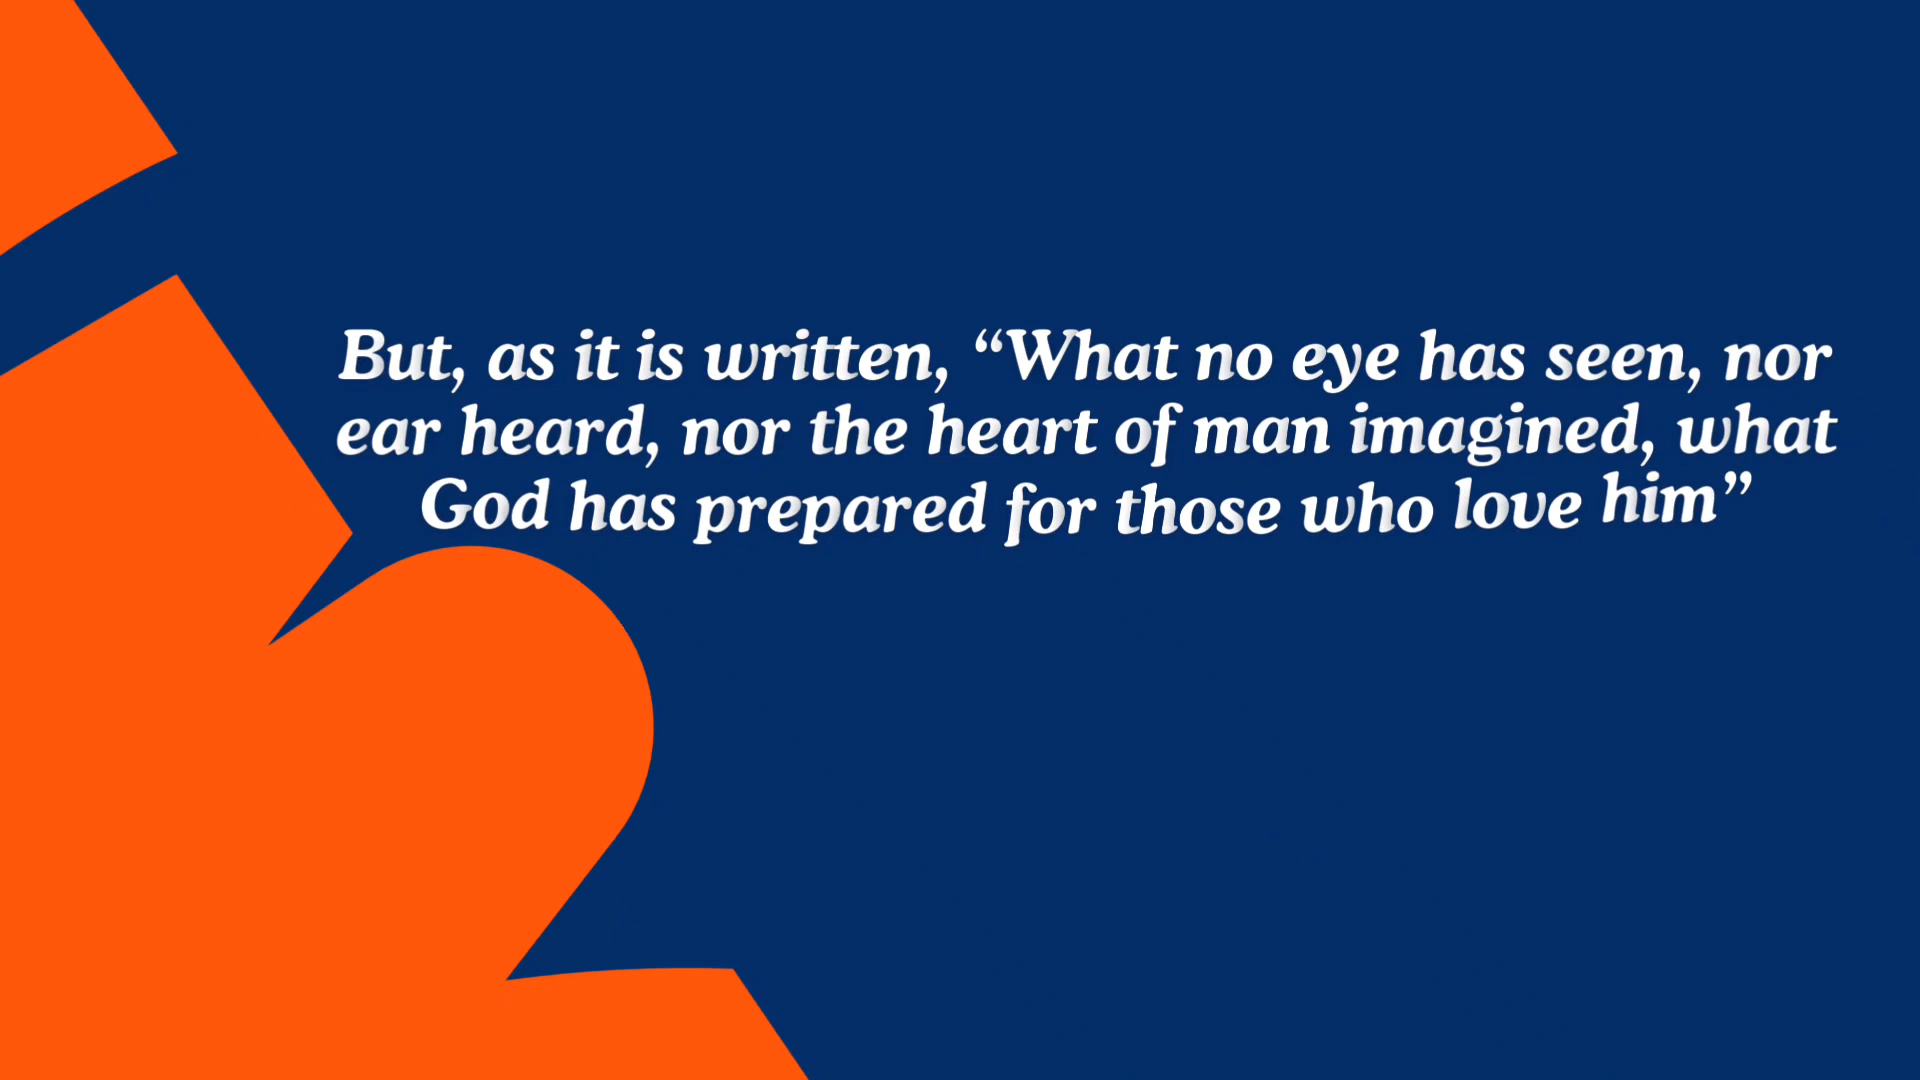 But, as it is written, “What no eye has seen, nor
ear heard, nor the heart of man imagined, what
God has prepared for those who love him”